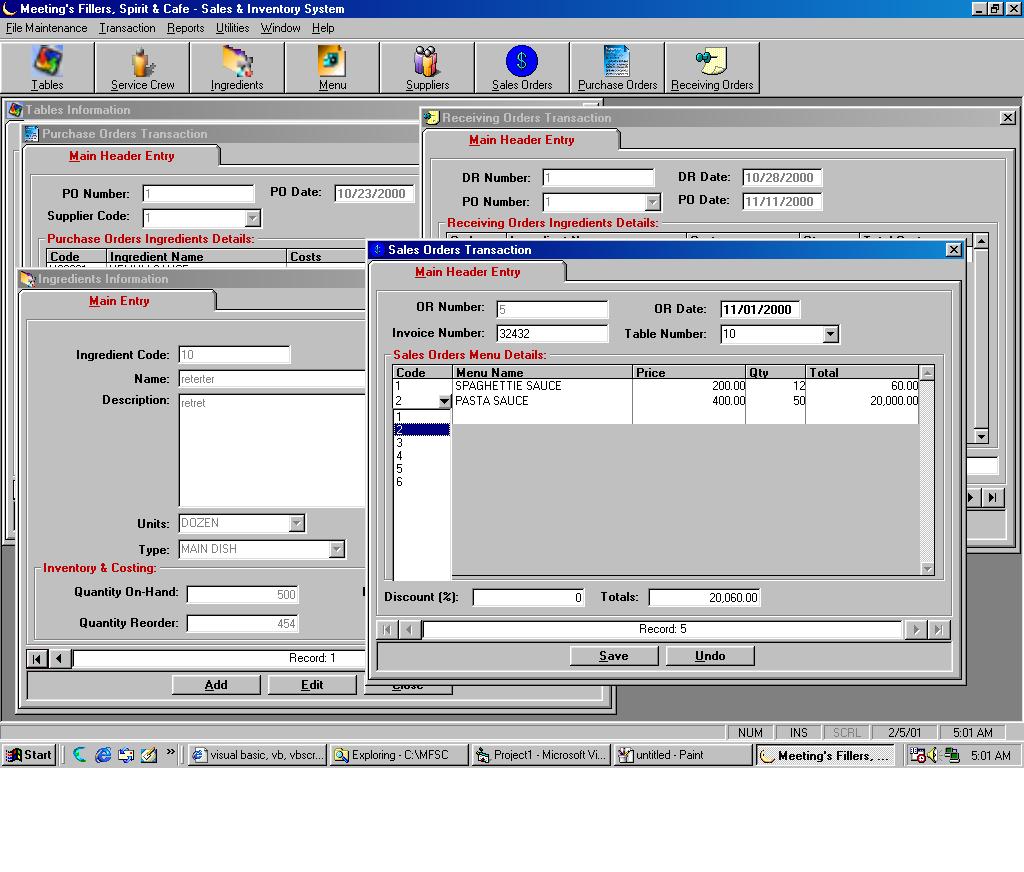 Meeting's Fillers, Spirit & Cafe - Sales & Inventory System
File Maintenance Transaction Reports Utilities Window Help
Tables Service Crew Ingredients Menu Suppliers Sales Orders Purchase Orders Receiving Orders
Tables Information
Purchase Orders Transaction
Main Header Entry
PO Number: 1 PO Date: 10/23/2000
Supplier Code: 1
Purchase Orders Ingredients Details:
Code Ingredient Name Costs
Receiving Orders Transaction
Main Header Entry
DR Number: 1 DR Date: 10/28/2000
PO Number: 1 PO Date: 11/11/2000
Receiving Orders Ingredients Details:
Ingredients Information
Main Entry
Ingredient Code: 10
Name: reterter
Description: retret
Units: DOZEN
Type: MAIN DISH
Inventory & Costing:
Quantity On-Hand: 500
Quantity Reorder: 454
Record: 1
Add Edit Close
Sales Orders Transaction
Main Header Entry
OR Number: 5 OR Date: 11/01/2000
Invoice Number: 32432 Table Number: 10
Sales Orders Menu Details:
Code Menu Name Price Qty Total
1 SPAGHETTIE SAUCE 200.00 12 60.00
2 PASTA SAUCE 400.00 50 20,000.00
1
2
3
4
5
6
Discount (%): 0 Totals: 20,060.00
Record: 5
Save Undo
NUM INS SCRL 2/5/01 5:01 AM
Start » visual basic, vb, vbscr... Exploring - C:\MFSC Project1 - Microsoft Vi... untitled - Paint Meeting's Fillers, ... 5:01 AM